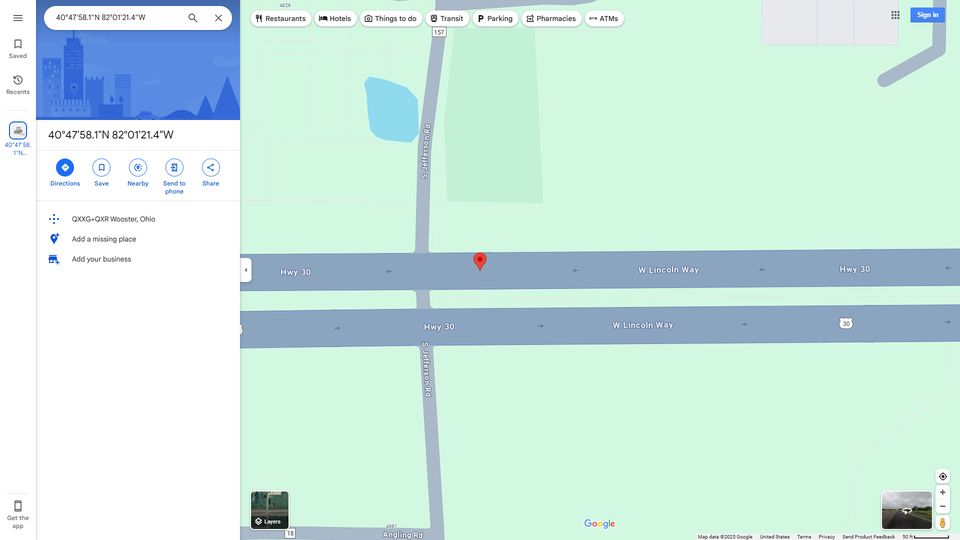 40°47'58.1"N 82°01'21.4"W
Saved
Recents
40°47'58.
1"N...
Get the
app
40°47'58.1"N 82°01'21.4"W
Directions
Save
Nearby
Send to
phone
Share
QXXG+QXR Wooster, Ohio
Add a missing place
Add your business
Restaurants
Hotels
Things to do
Transit
Parking
Pharmacies
ATMs
Sign in
4826
157
S Jefferson Rd
Hwy 30
W Lincoln Way
Hwy 30
Hwy 30
W Lincoln Way
30
S Jefferson Rd
4981
18
Angling Rd
Layers
Google
Map data ©2025 Google
United States
Terms
Privacy
Send Product Feedback
50 ft